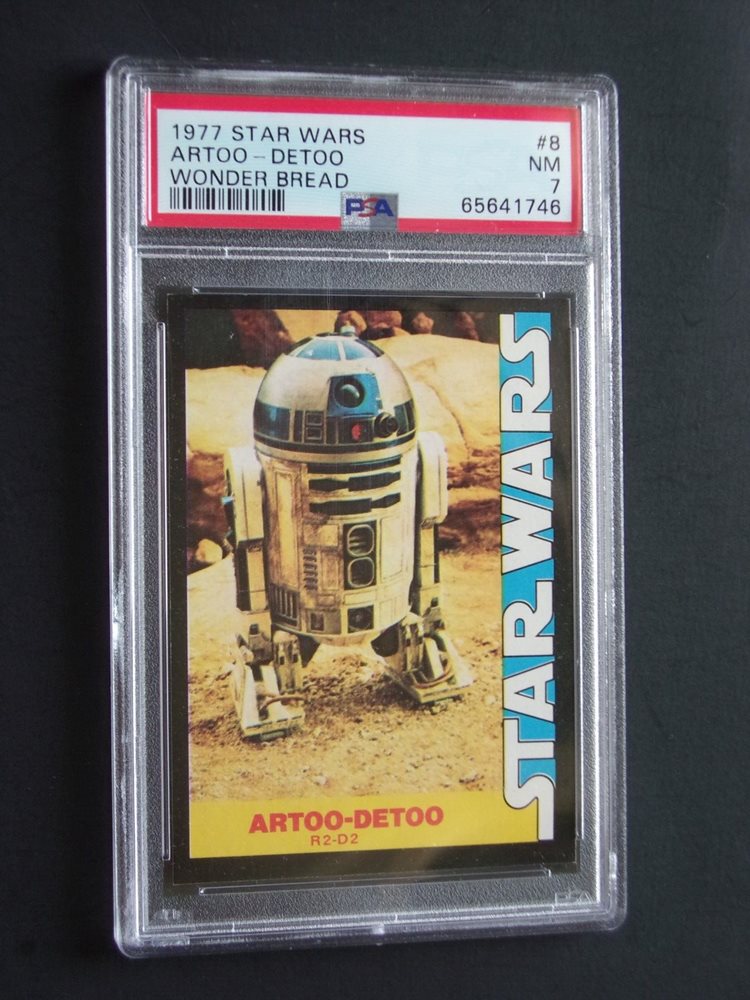 1977 STAR WARS #8
ARTOO - DETOO NM
WONDER BREAD 7
PSA 65641746
STAR WARS
ARTOO-DETOO
R2-D2